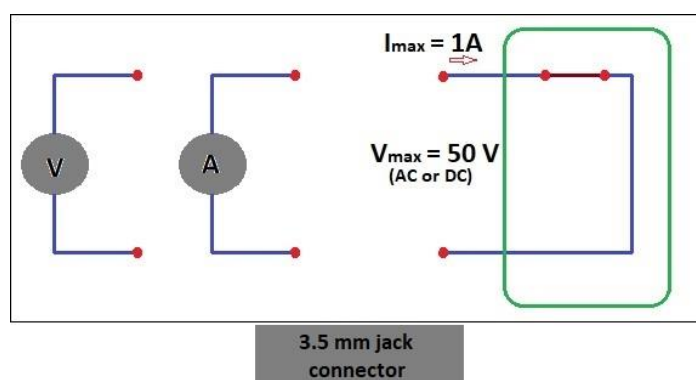 Imax = 1A
V
A
Vmax = 50 V
(AC or DC)
3.5 mm jack
connector